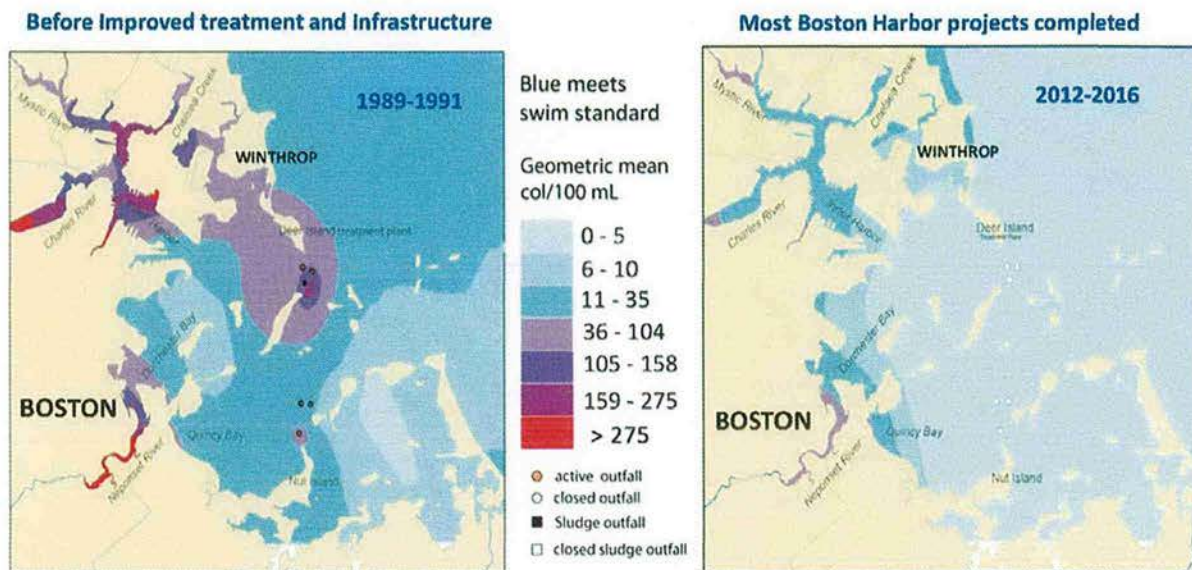 Before Improved treatment and Infrastructure
Mystic River
Chelsea Creek
1989-1991
WINTHROP
Charles River
Harbor
Deer Island treatment plant
Dorchester Bay
BOSTON
Quincy Bay
Neponset River
Nut Island
Blue meets
swim standard
Geometric mean
col/100 mL
0 - 5
6 - 10
11 - 35
36 - 104
105 - 158
159 - 275
> 275
active outfall
closed outfall
Sludge outfall
closed sludge outfall
Most Boston Harbor projects completed
Mystic River
Chelsea Creek
2012-2016
WINTHROP
Charles River
Inner Harbor
Deer Island
Treatment Plant
Dorchester Bay
BOSTON
Quincy Bay
Neponset River
Nut Island